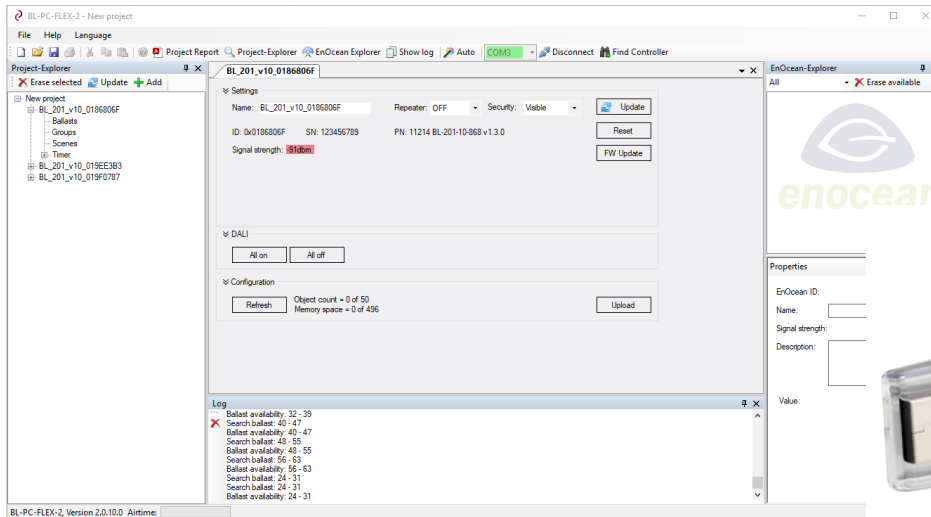 BL-PC-FLEX-2 - New project
File Help Language
Project Report Project-Explorer EnOcean Explorer Show log Auto COM3 Disconnect Find Controller
Project-Explorer
Erase selected Update Add
New project
BL_201_v10_0186806F
Ballasts
Groups
Scenes
Timer
BL_201_v10_019EE3B3
BL_201_v10_019F0787
BL_201_v10_0186806F
Settings
Name: BL_201_v10_0186806F Repeater: OFF Security: Visible Update
ID: 0x0186806F SN: 123456789 PN: 11214 BL-201-10-868 v1.3.0 Reset
Signal strength: -91dbm FW Update
DALI
All on All off
Configuration
Refresh Object count = 0 of 50 Upload
Memory space = 0 of 496
Log
Ballast availability: 32 - 39
Search ballast: 40 - 47
Ballast availability: 40 - 47
Search ballast: 48 - 55
Ballast availability: 48 - 55
Search ballast: 56 - 63
Ballast availability: 56 - 63
Search ballast: 24 - 31
Search ballast: 24 - 31
Ballast availability: 24 - 31
EnOcean-Explorer
All Erase available
enocean
Properties
EnOcean ID:
Name:
Signal strength:
Description:
Value:
BL-PC-FLEX-2, Version 2.0.10.0 Airtime: